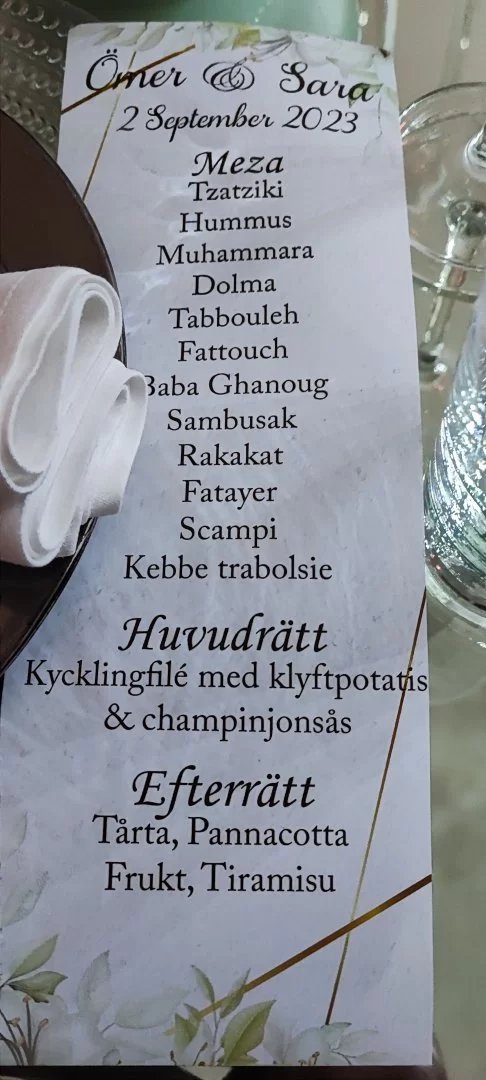 Ömer & Sara
2 September 2023
Meza
Tzatziki
Hummus
Muhammara
Dolma
Tabbouleh
Fattouch
Baba Ghanoug
Sambusak
Rakakat
Fatayer
Scampi
Kebbe trabolsie
Huvudrätt
Kycklingfilé med klyftpotatis
& champinjonsås
Efterrätt
Tårta, Pannacotta
Frukt, Tiramisu